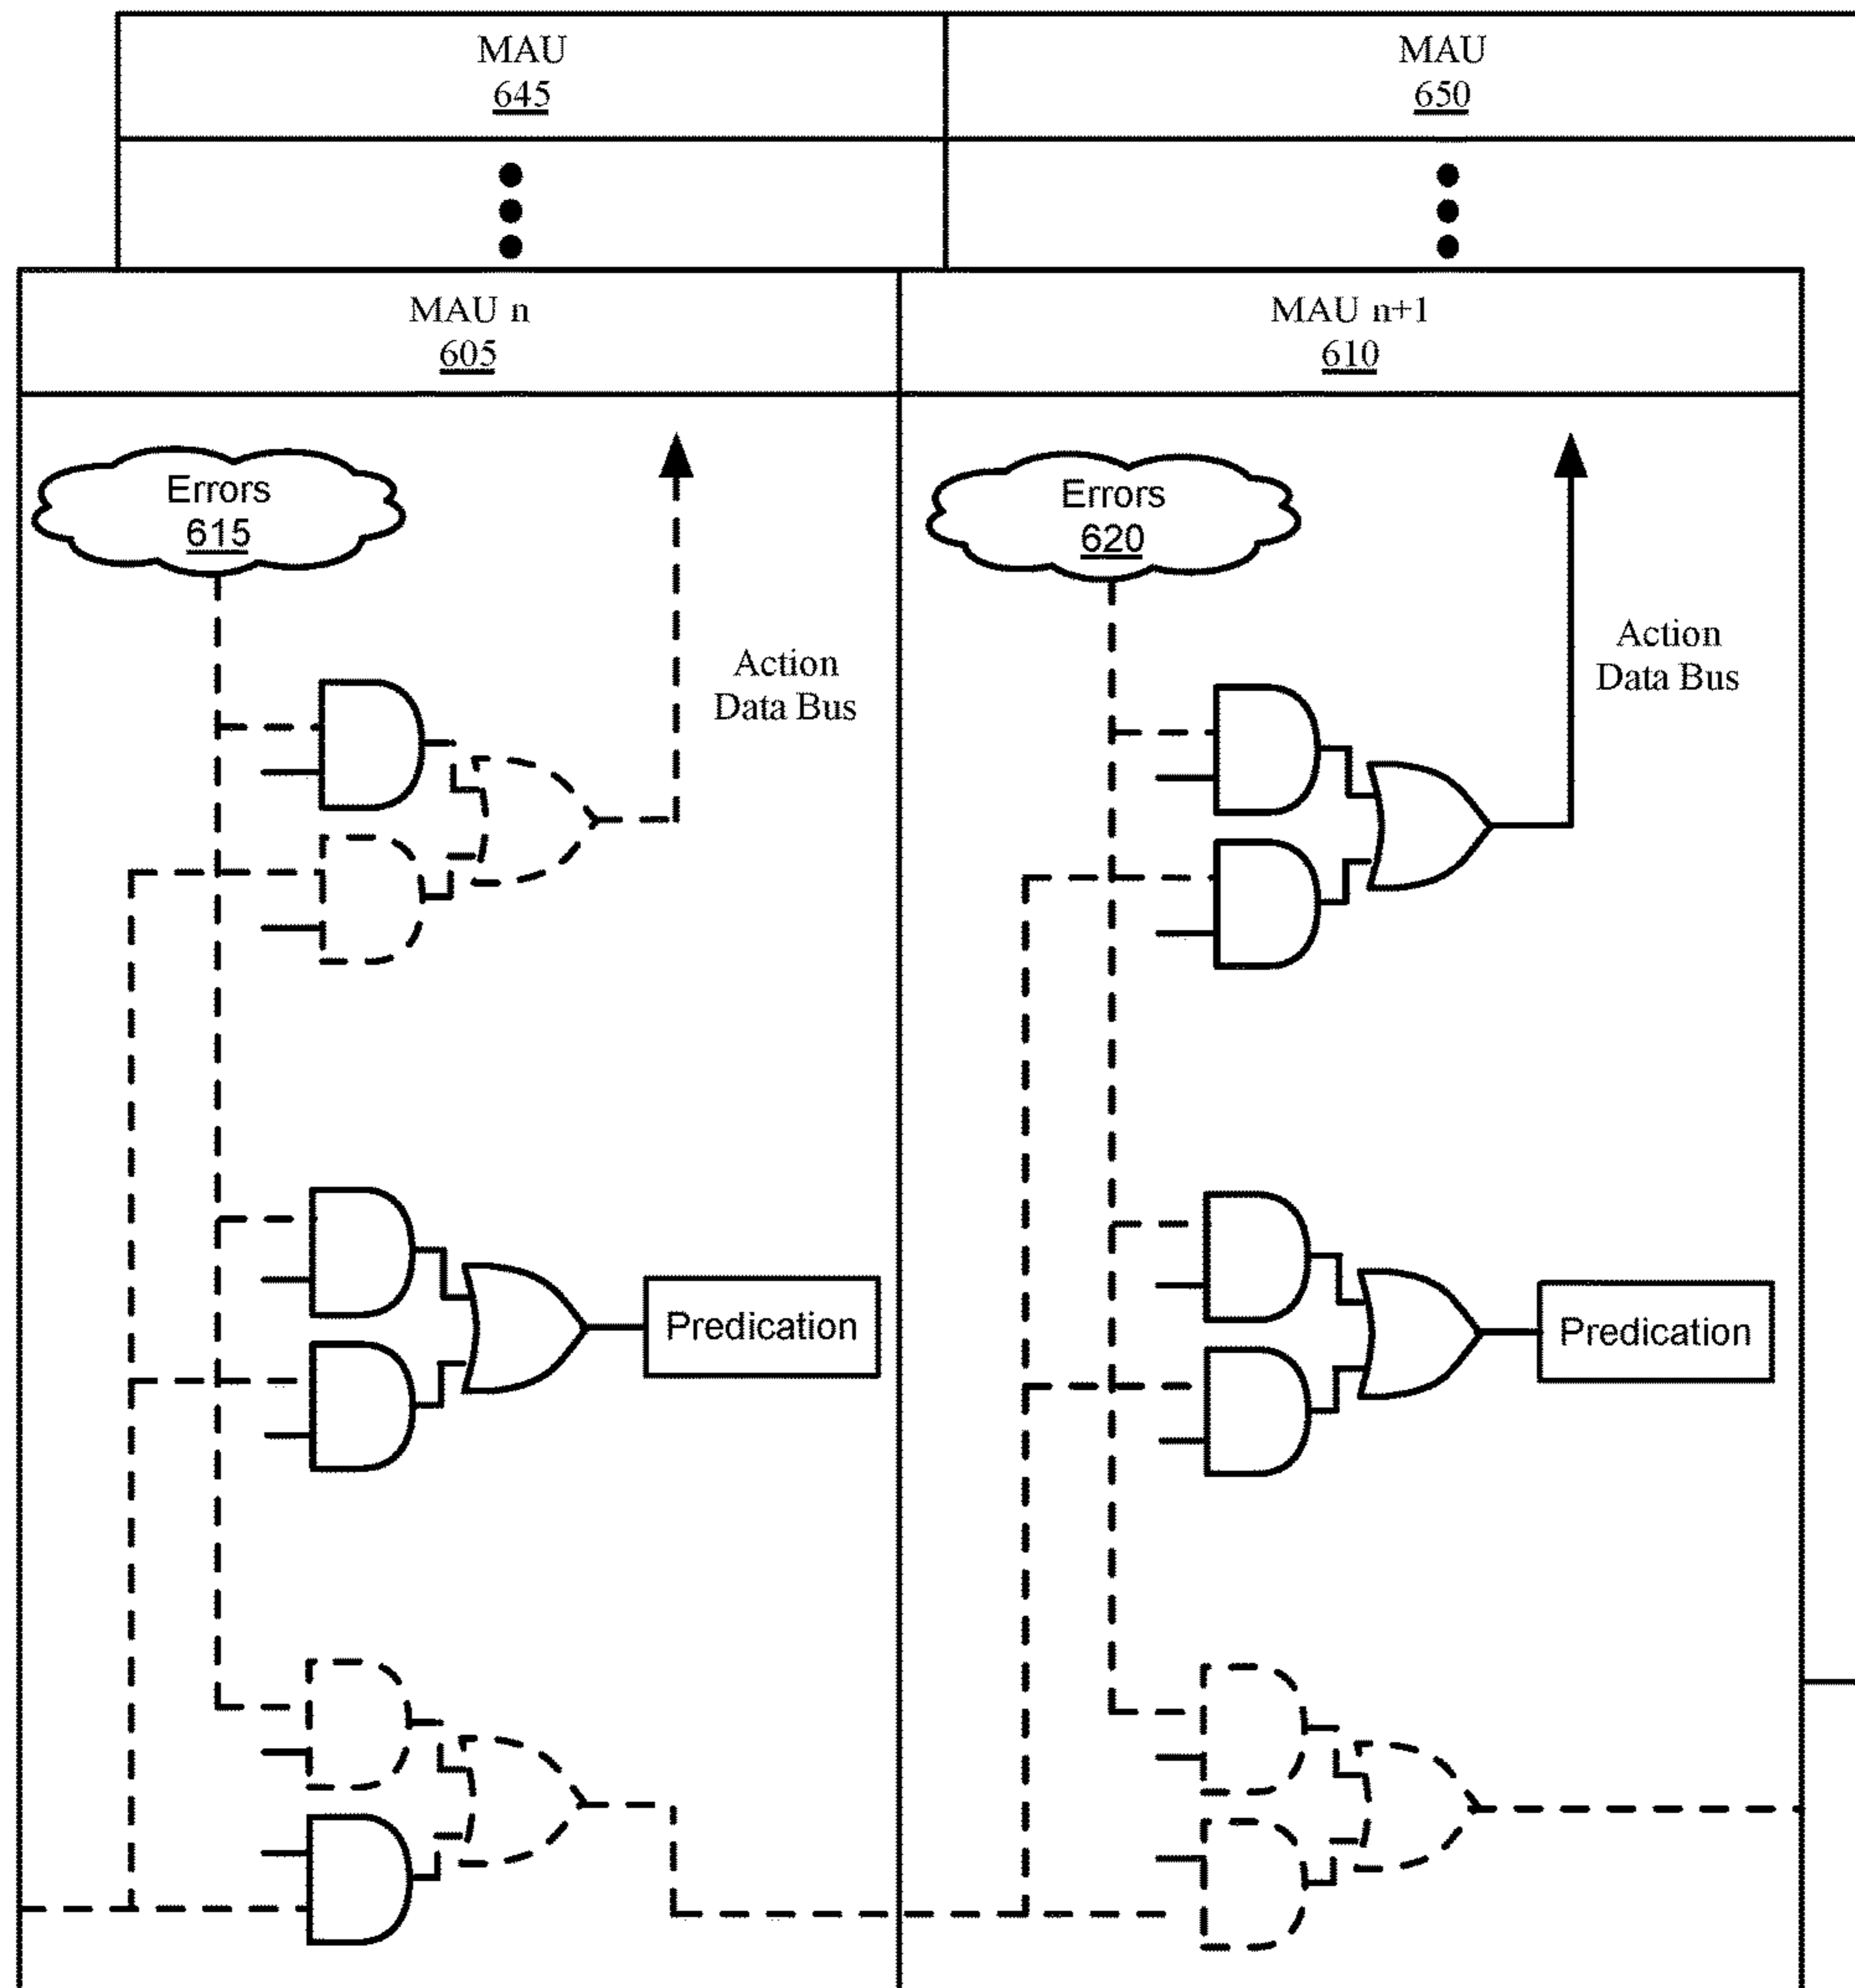 MAU
645
MAU
650
MAU n
605
MAU n+1
610
Errors
615
Action
Data Bus
Errors
620
Action
Data Bus
Predication
Predication